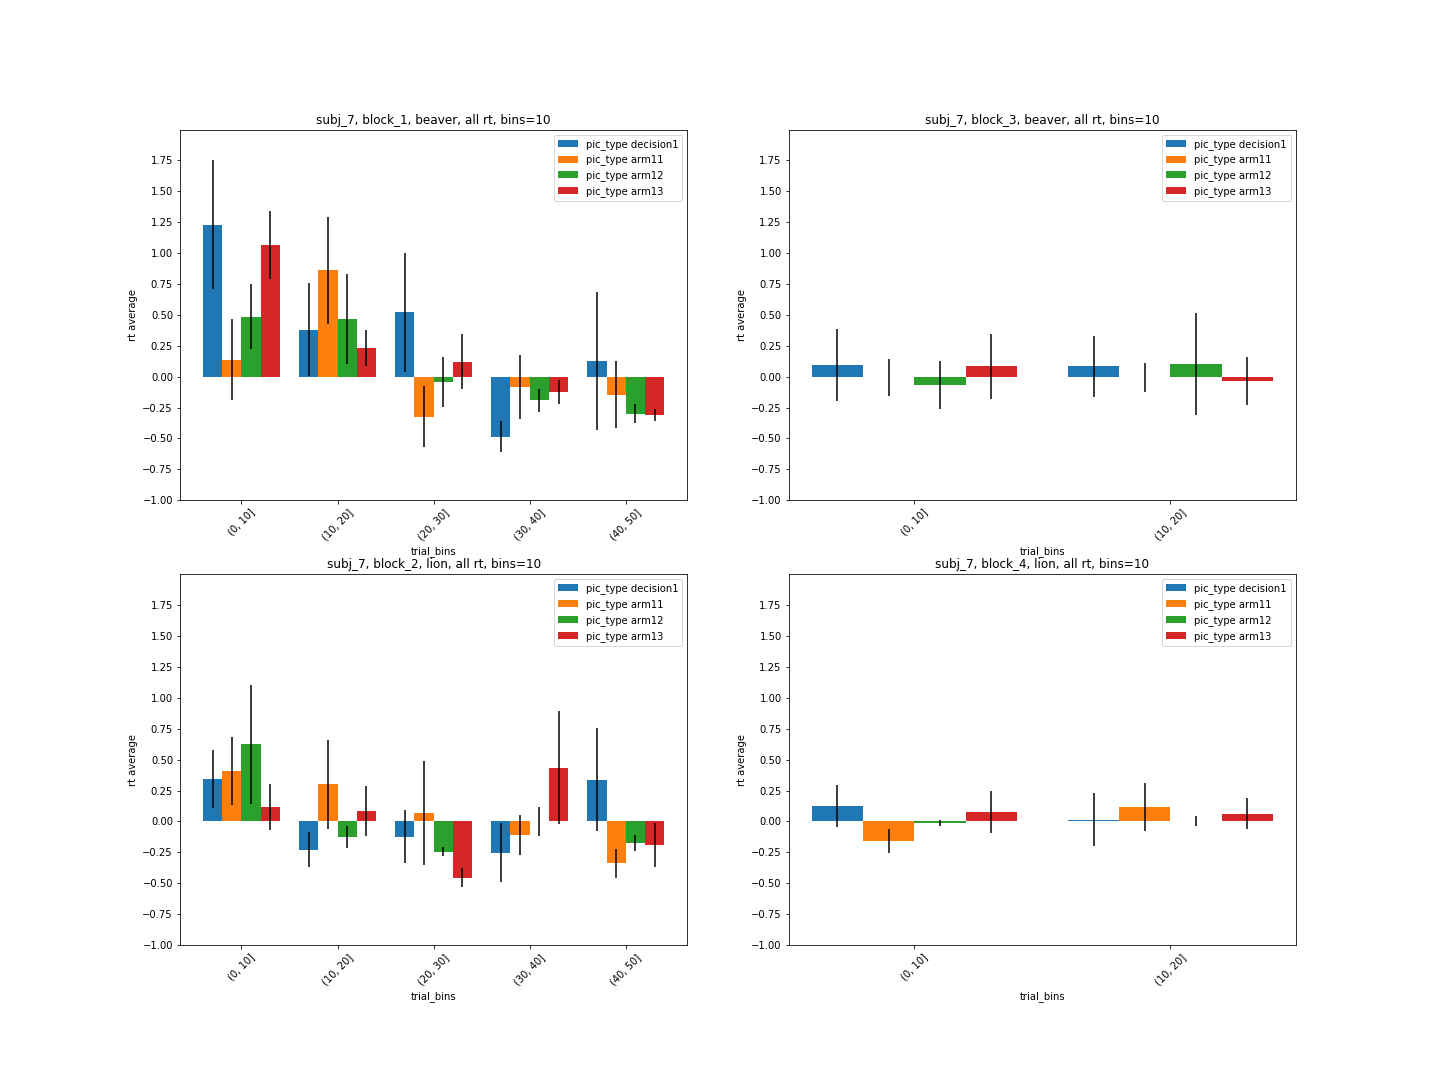 subj_7, block_1, beaver, all rt, bins=10
pic_type decision1
pic_type arm11
pic_type arm12
pic_type arm13
1.75
1.50
1.25
1.00
0.75
0.50
0.25
0.00
−0.25
−0.50
−0.75
−1.00
rt average
(0, 10]
(10, 20]
(20, 30]
(30, 40]
(40, 50]
trial_bins
subj_7, block_3, beaver, all rt, bins=10
pic_type decision1
pic_type arm11
pic_type arm12
pic_type arm13
1.75
1.50
1.25
1.00
0.75
0.50
0.25
0.00
−0.25
−0.50
−0.75
−1.00
rt average
(0, 10]
(10, 20]
trial_bins
subj_7, block_2, lion, all rt, bins=10
pic_type decision1
pic_type arm11
pic_type arm12
pic_type arm13
1.75
1.50
1.25
1.00
0.75
0.50
0.25
0.00
−0.25
−0.50
−0.75
−1.00
rt average
(0, 10]
(10, 20]
(20, 30]
(30, 40]
(40, 50]
trial_bins
subj_7, block_4, lion, all rt, bins=10
pic_type decision1
pic_type arm11
pic_type arm12
pic_type arm13
1.75
1.50
1.25
1.00
0.75
0.50
0.25
0.00
−0.25
−0.50
−0.75
−1.00
rt average
(0, 10]
(10, 20]
trial_bins